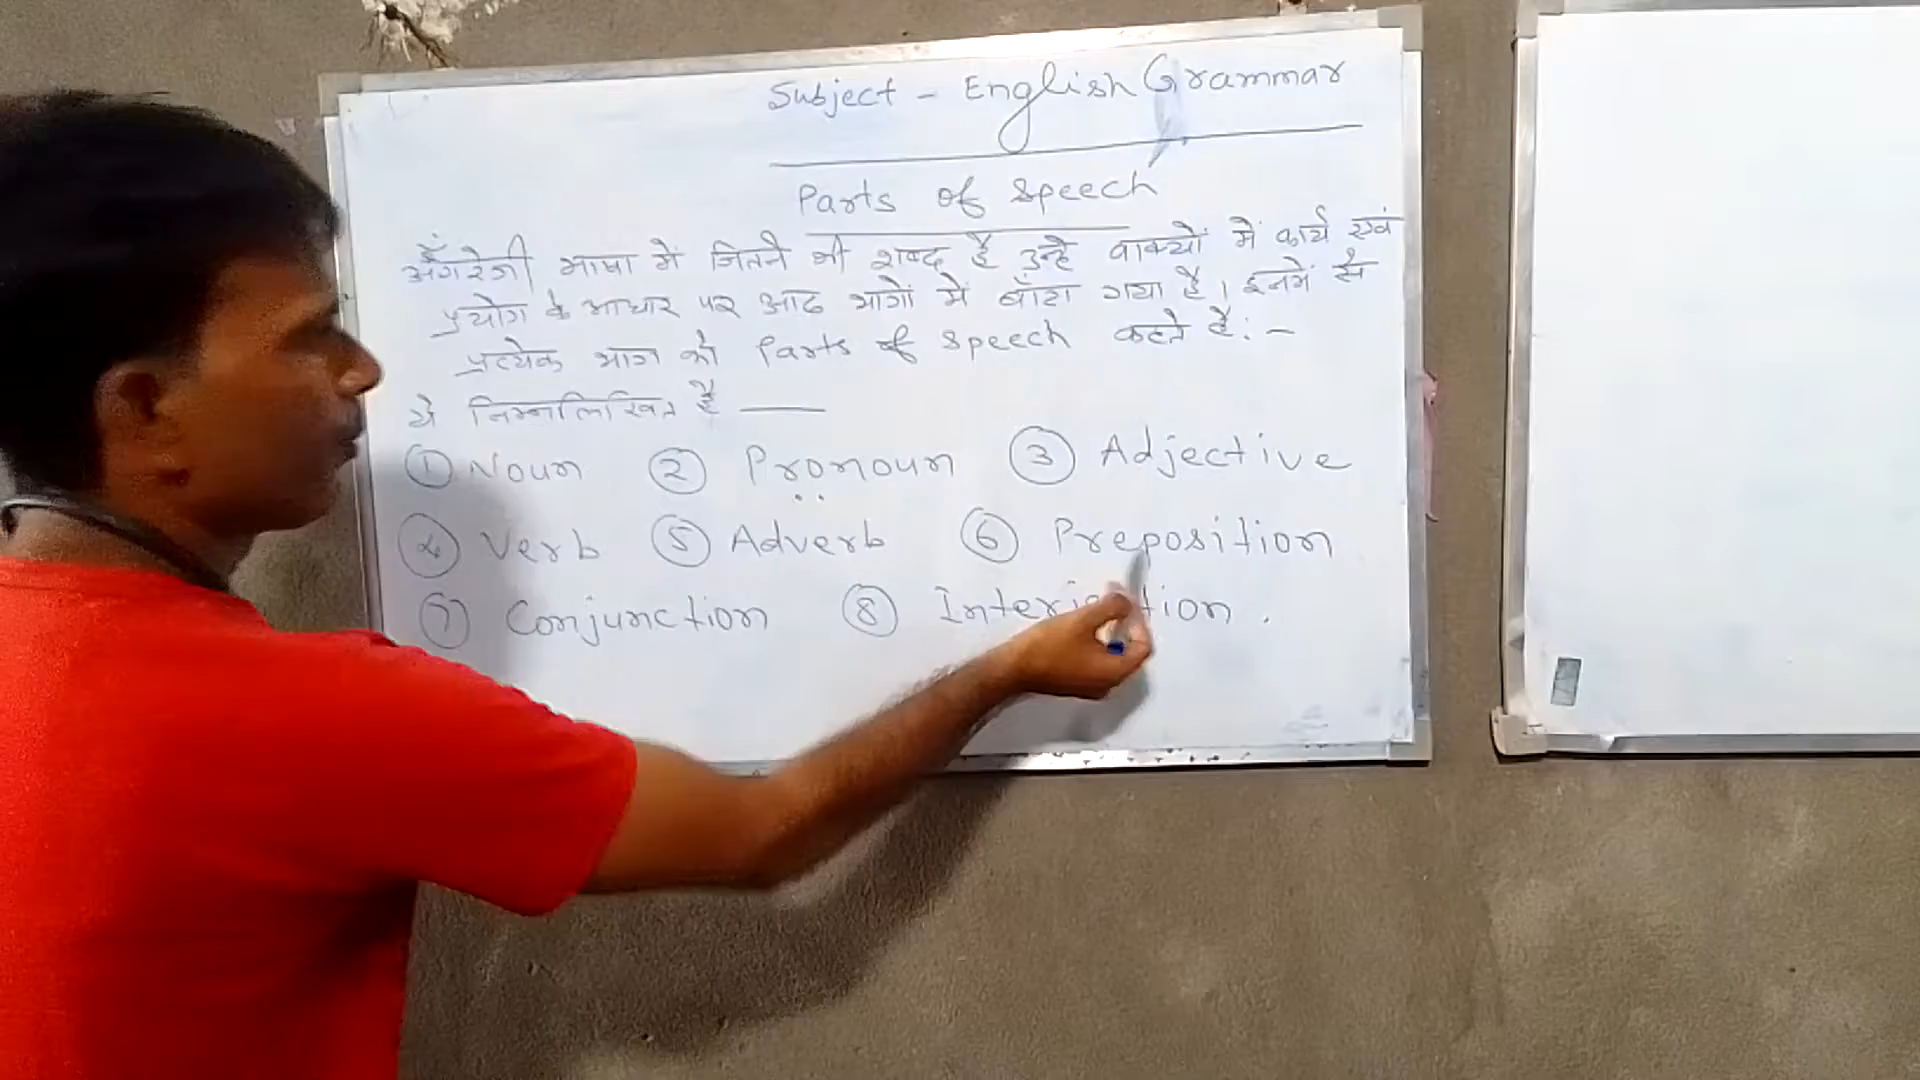 Subject - English Grammar
Parts of Speech
अँगरेजी भाषा में जितने भी शब्द है उन्हे वाक्यों में कार्य एवं
प्रयोग के आधार पर आठ भागों में बाँटा गया है। इनमें से
प्रत्येक भाग को Parts of Speech कहते है:-
ये निम्नलिखित है —
① Noun ② Pronoun ③ Adjective
④ Verb ⑤ Adverb ⑥ Preposition
⑦ Conjunction ⑧